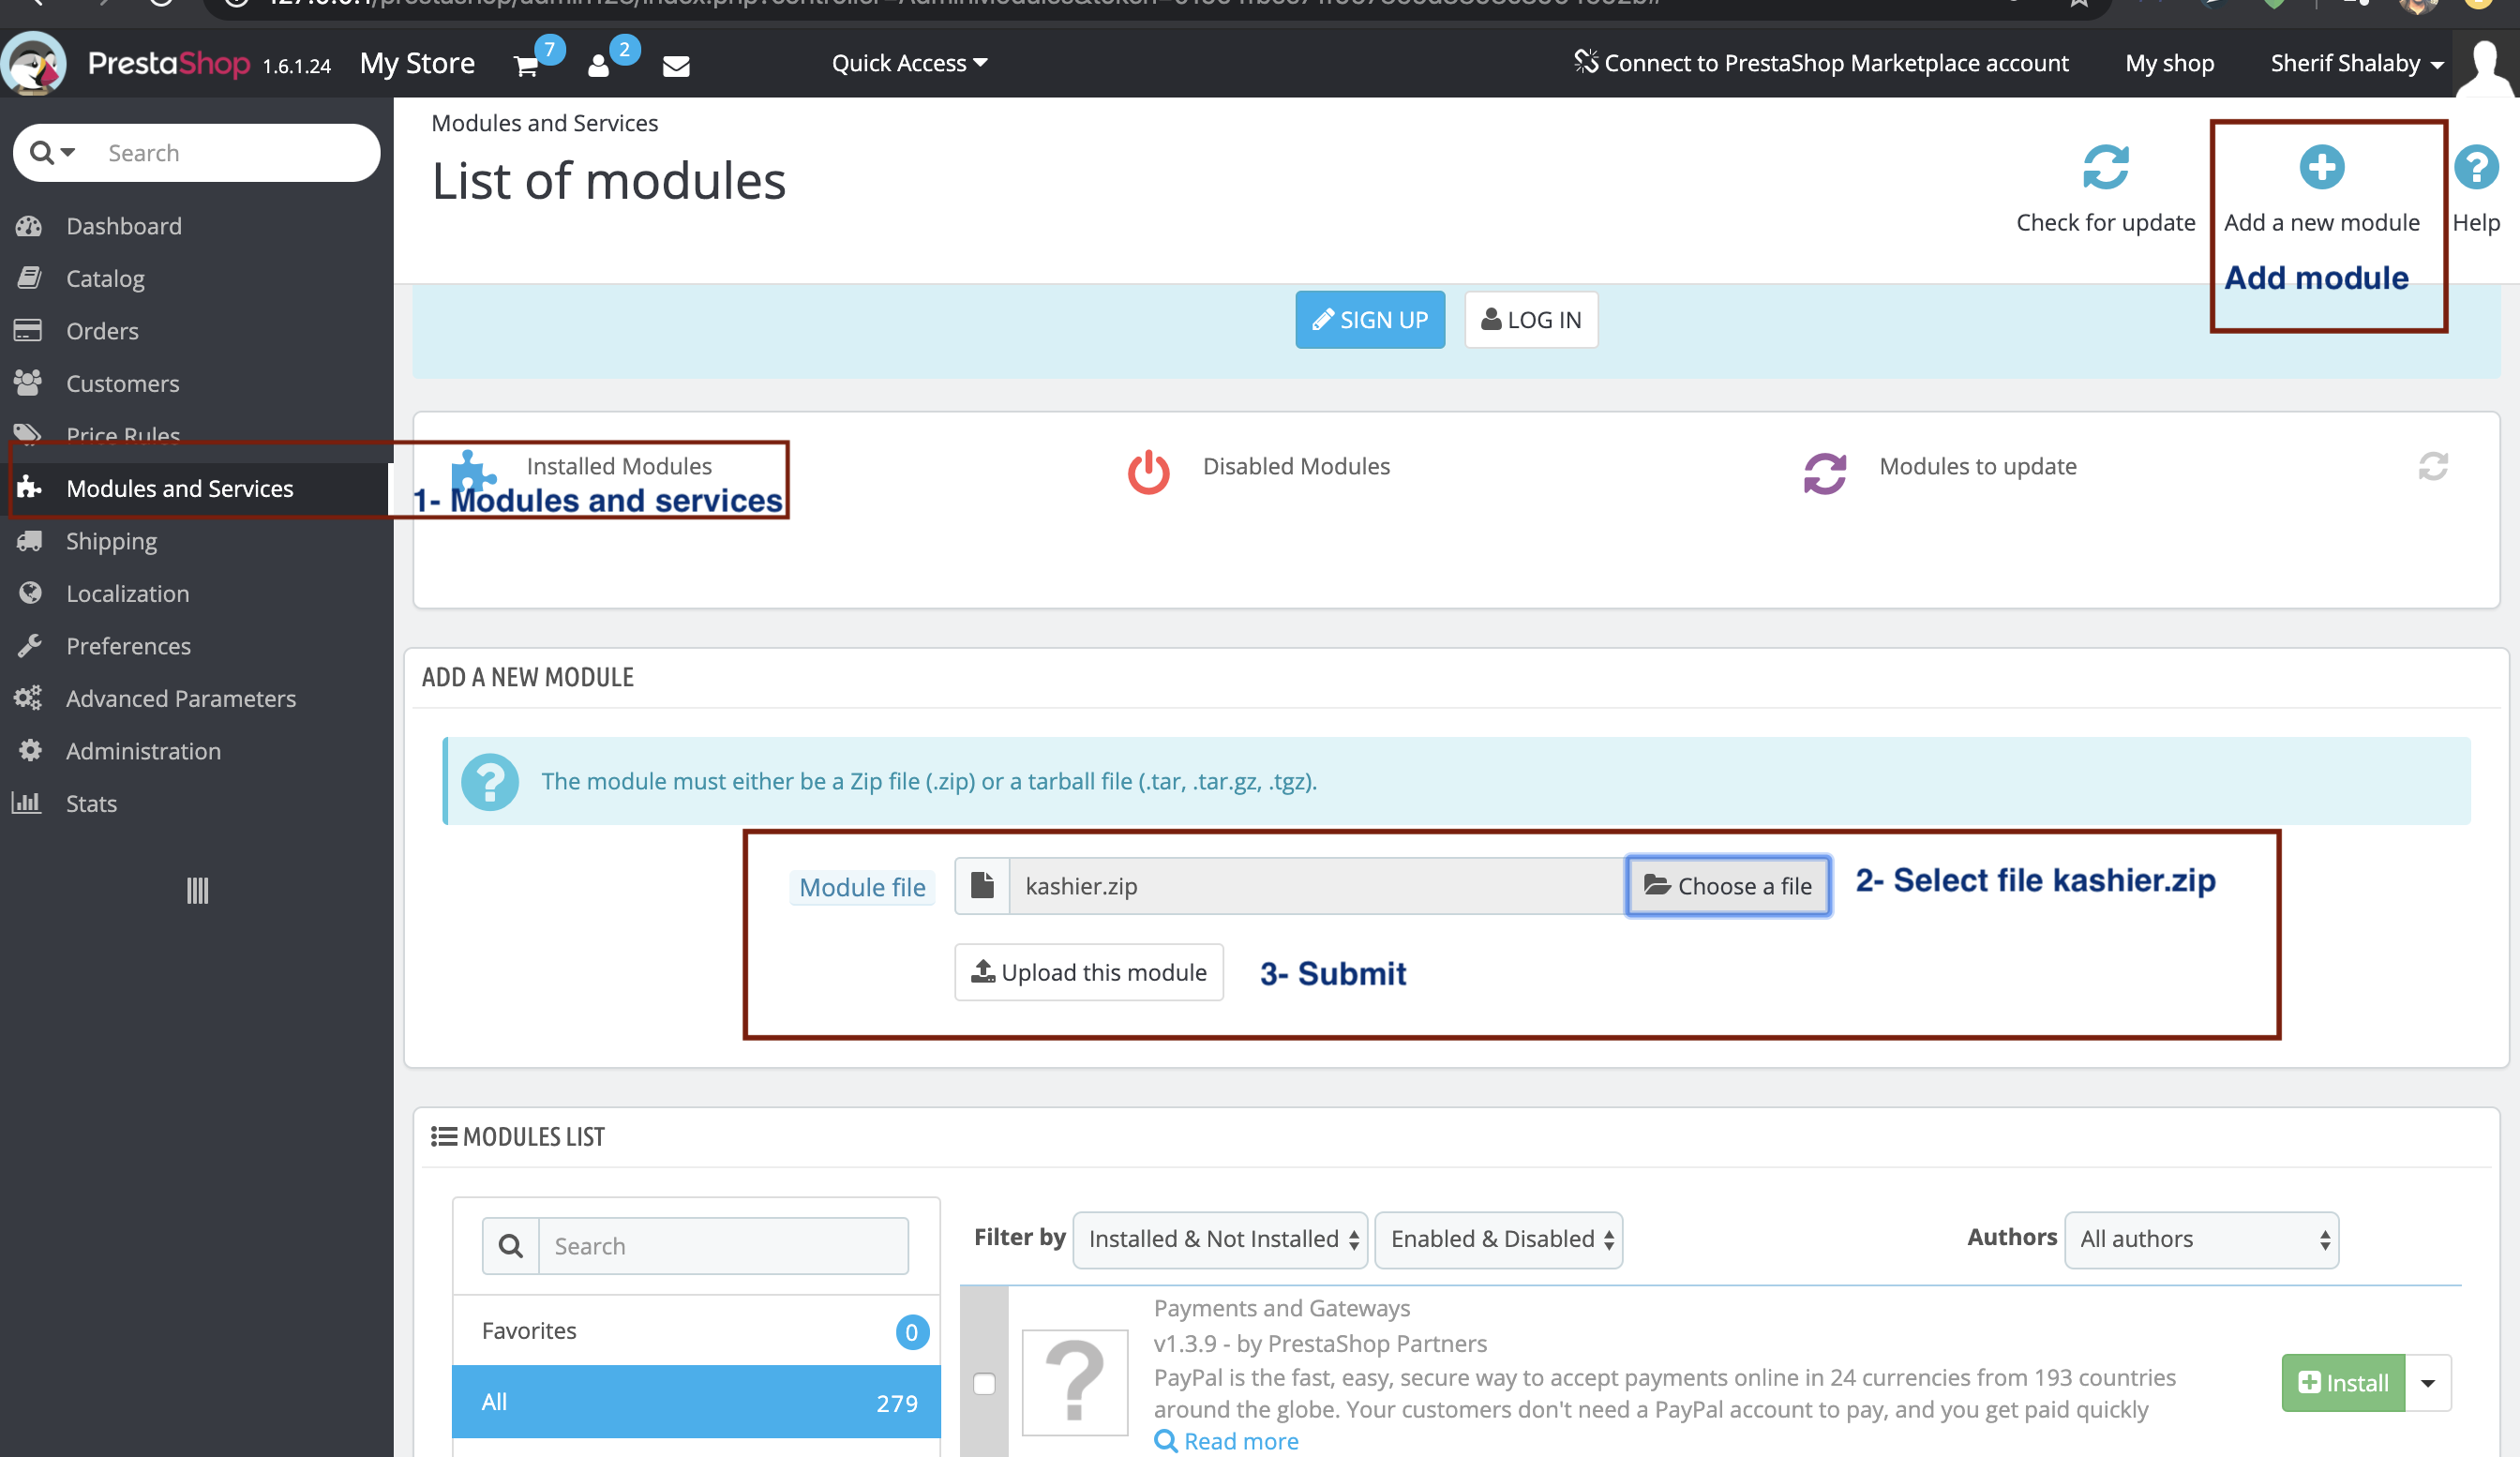 PrestaShop 1.6.1.24 My Store 7 2 Quick Access Connect to PrestaShop Marketplace account My shop Sherif Shalaby
Search
Dashboard
Catalog
Orders
Customers
Price Rules
Modules and Services
Shipping
Localization
Preferences
Advanced Parameters
Administration
Stats
Modules and Services
List of modules
Check for update
Add a new module
Help
Add module
SIGN UP
LOG IN
Installed Modules
Disabled Modules
Modules to update
1- Modules and services
ADD A NEW MODULE
The module must either be a Zip file (.zip) or a tarball file (.tar, .tar.gz, .tgz).
Module file kashier.zip Choose a file 2- Select file kashier.zip
Upload this module 3- Submit
MODULES LIST
Search
Favorites 0
All 279
Filter by Installed & Not Installed Enabled & Disabled Authors All authors
Payments and Gateways
v1.3.9 - by PrestaShop Partners
PayPal is the fast, easy, secure way to accept payments online in 24 currencies from 193 countries
around the globe. Your customers don't need a PayPal account to pay, and you get paid quickly
Read more
Install